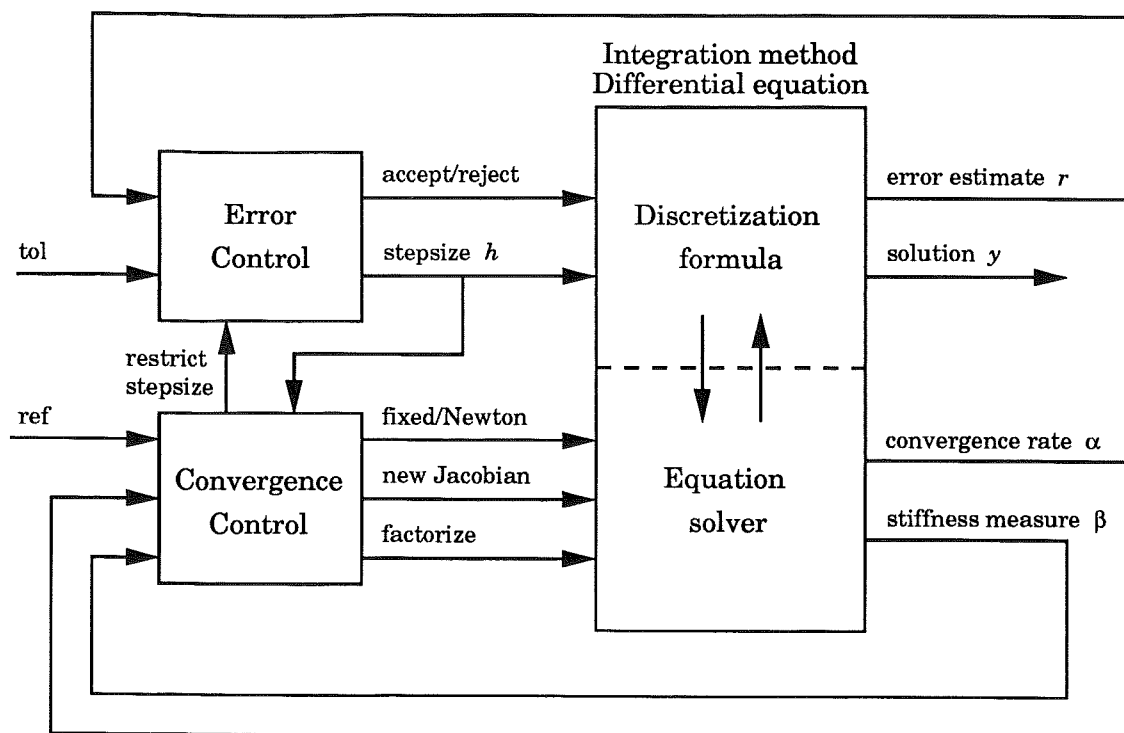 Integration method
Differential equation
accept/reject
error estimate r
Error
Control
Discretization
formula
tol
stepsize h
solution y
restrict
stepsize
ref
fixed/Newton
convergence rate α
Convergence
Control
new Jacobian
Equation
solver
factorize
stiffness measure β